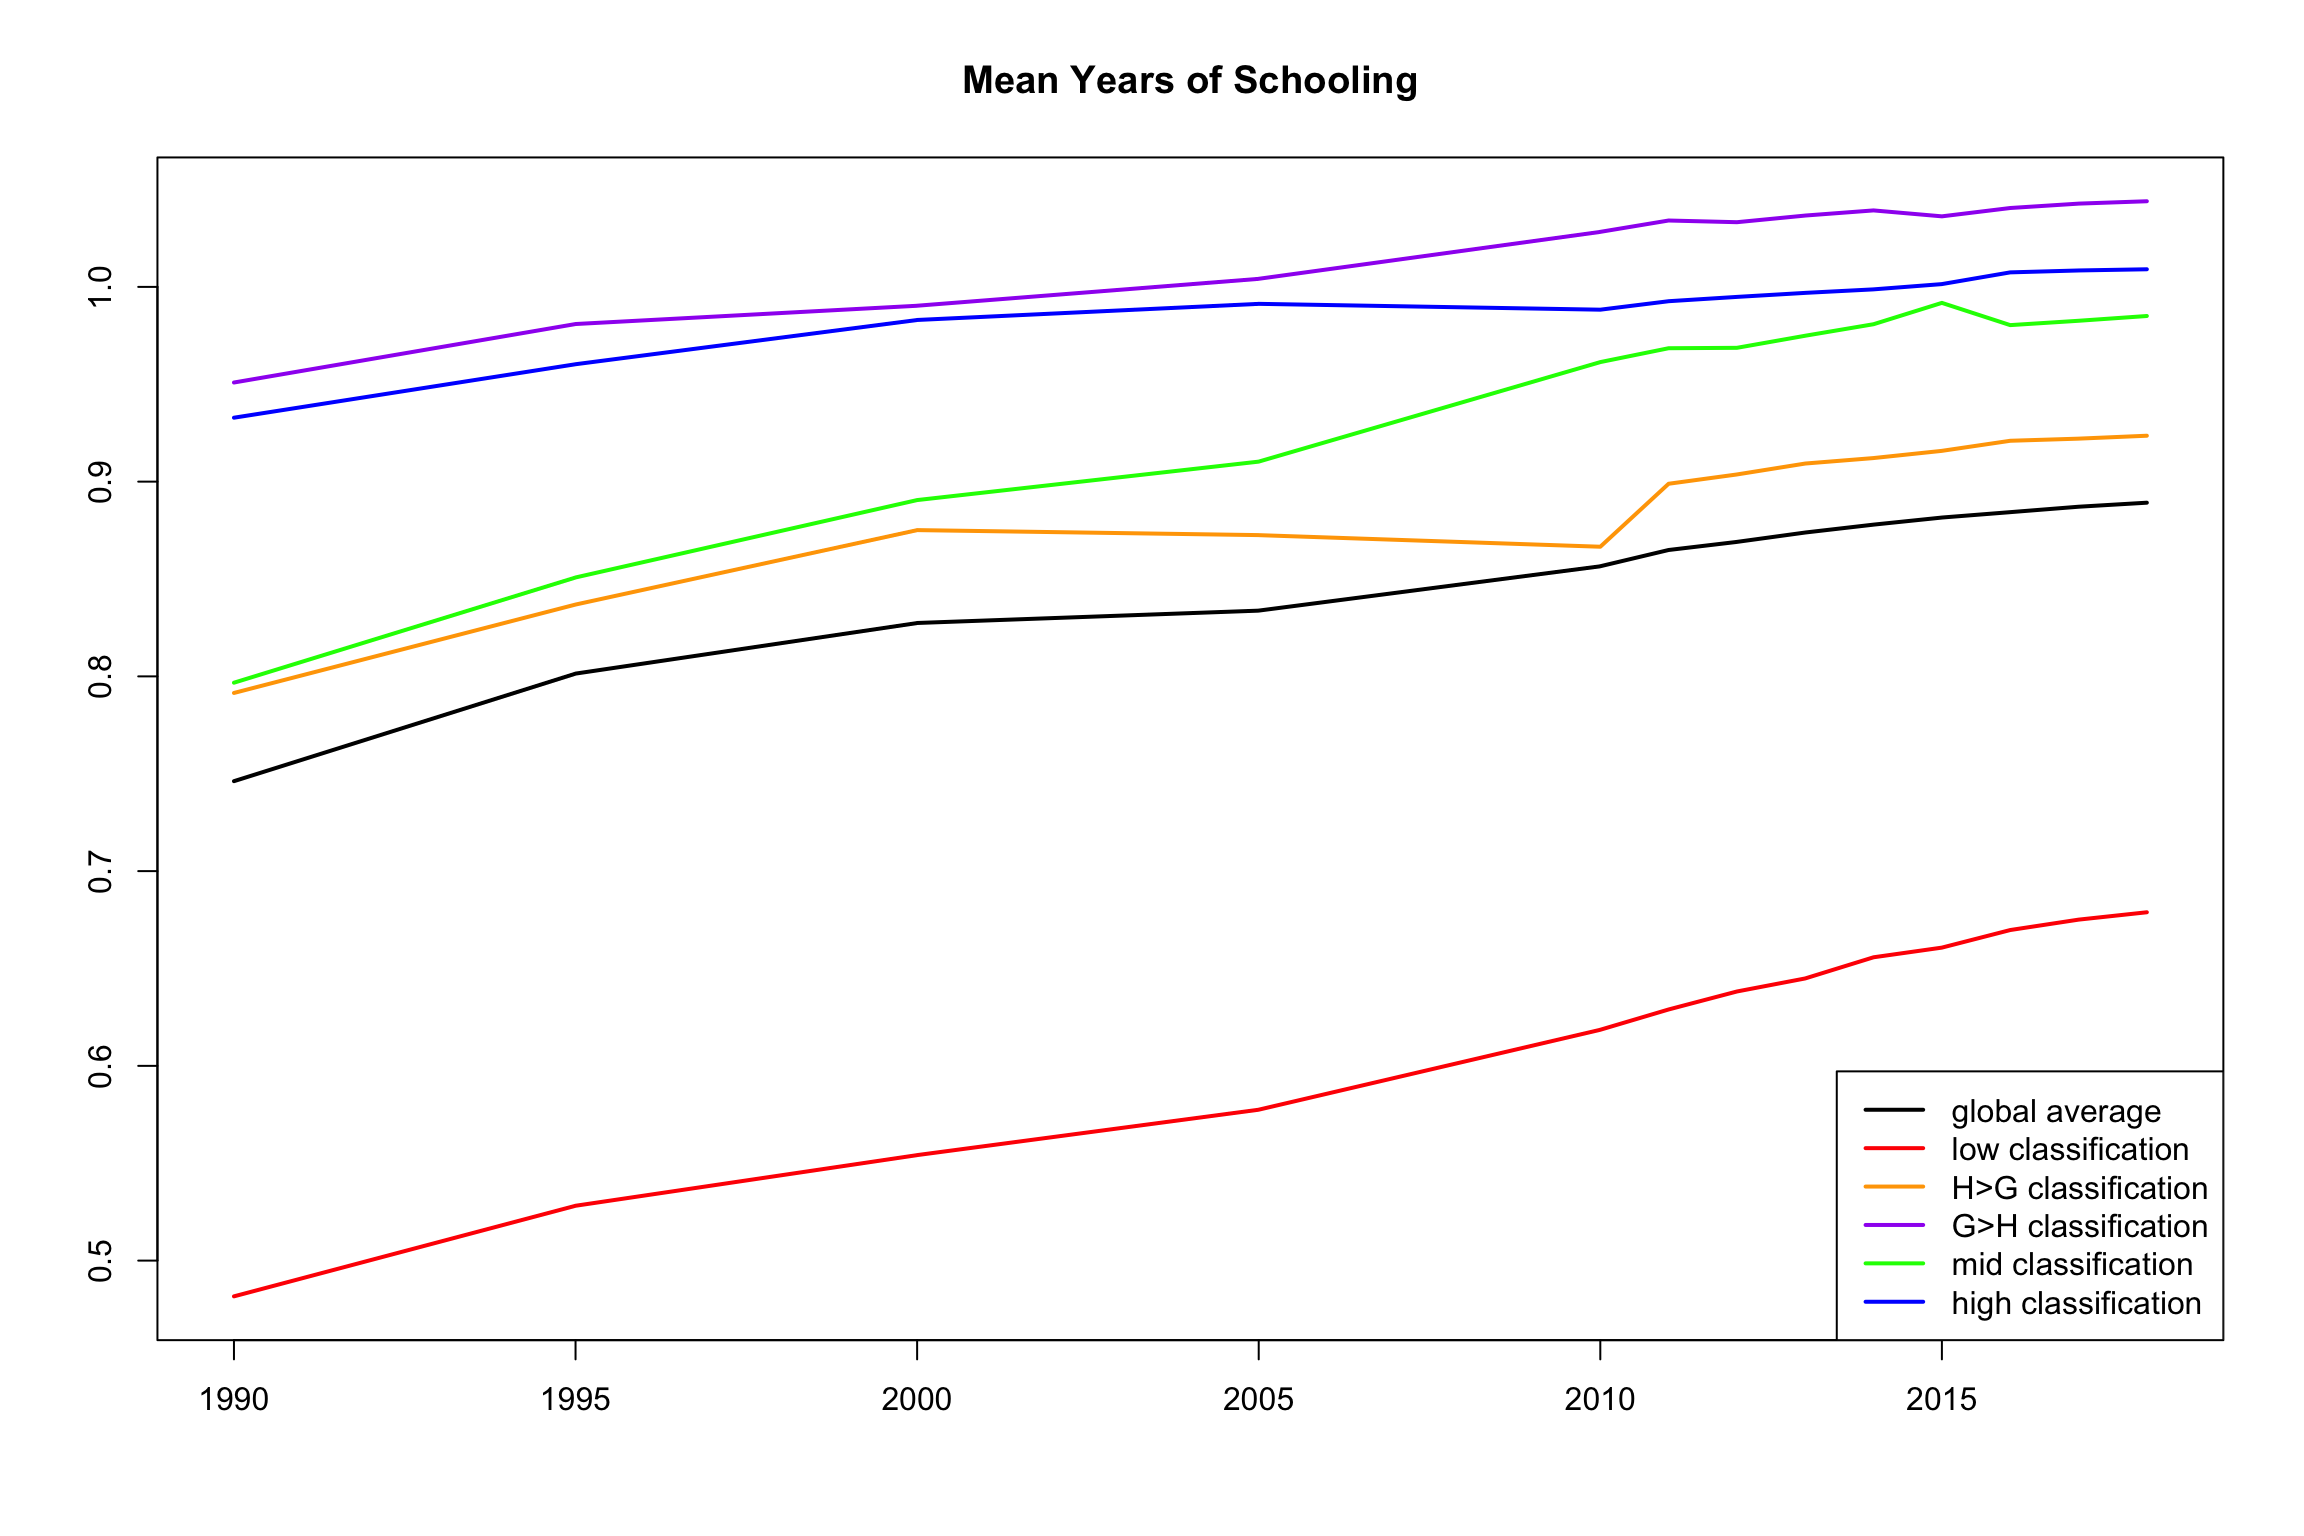 Mean Years of Schooling
1.0
0.9
0.8
0.7
0.6
0.5
global average
low classification
H>G classification
G>H classification
mid classification
high classification
1990 1995 2000 2005 2010 2015